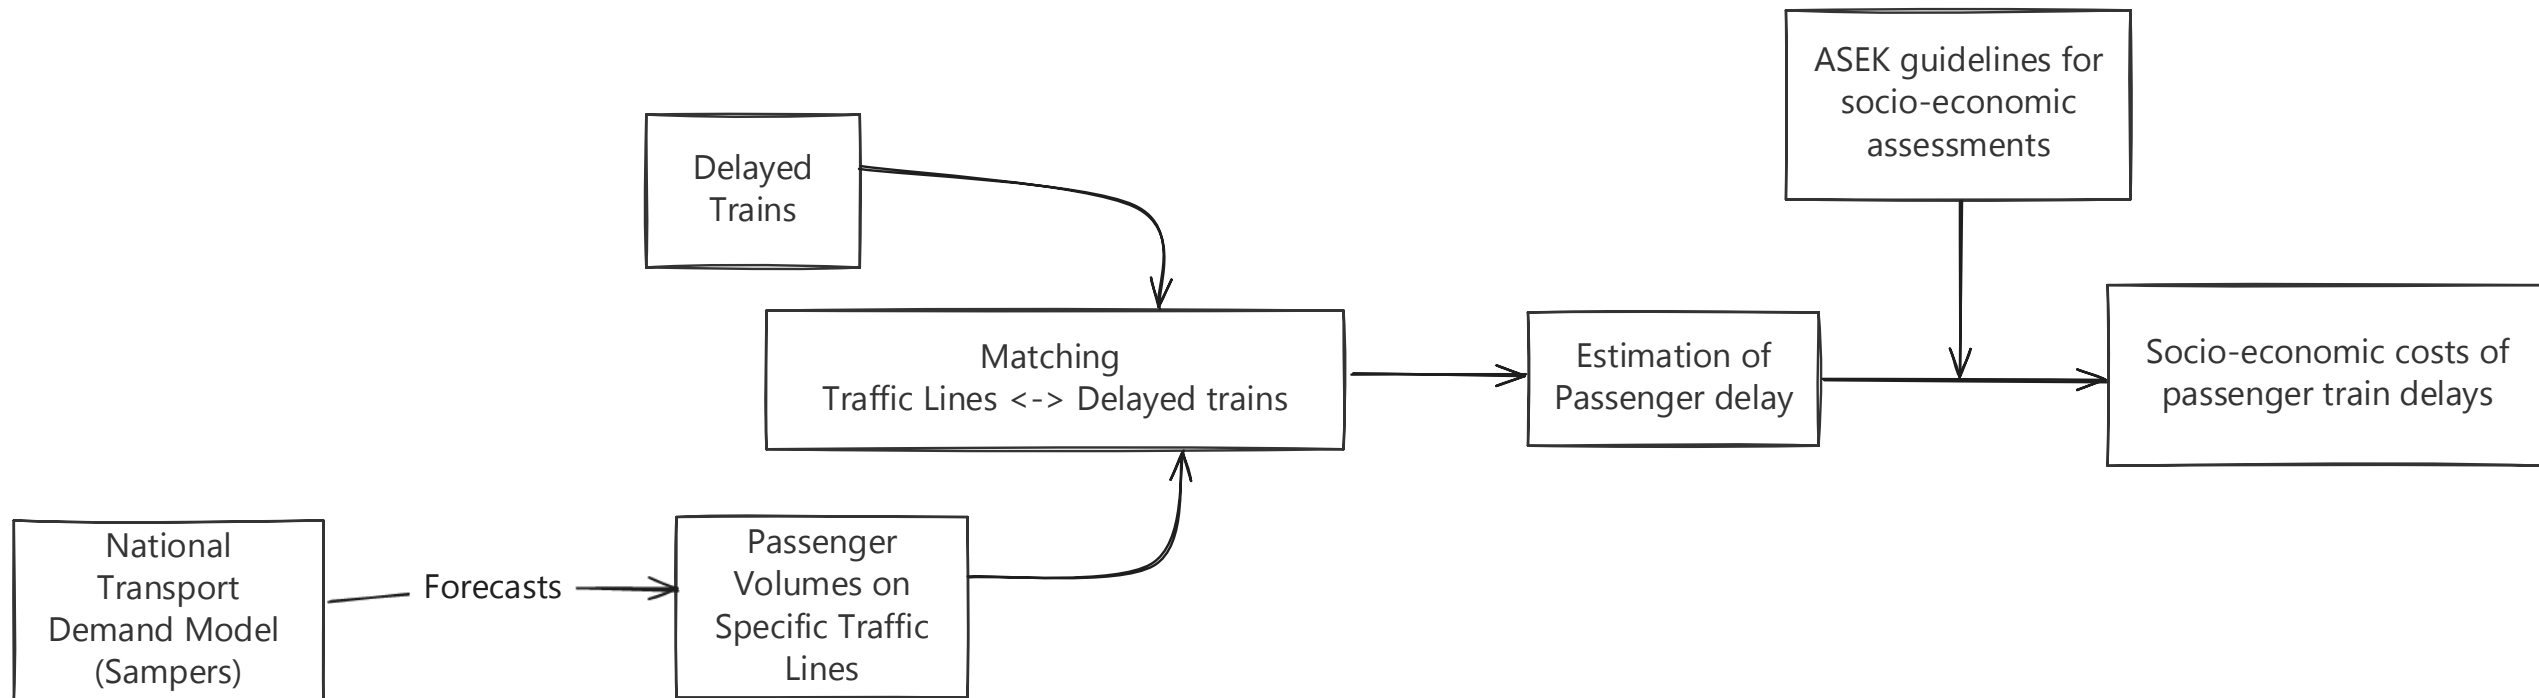 ASEK guidelines for
socio-economic
assessments
Delayed
Trains
Matching
Traffic Lines <-> Delayed trains
Estimation of
Passenger delay
Socio-economic costs of
passenger train delays
National
Transport
Demand Model
(Sampers)
Forecasts
Passenger
Volumes on
Specific Traffic
Lines